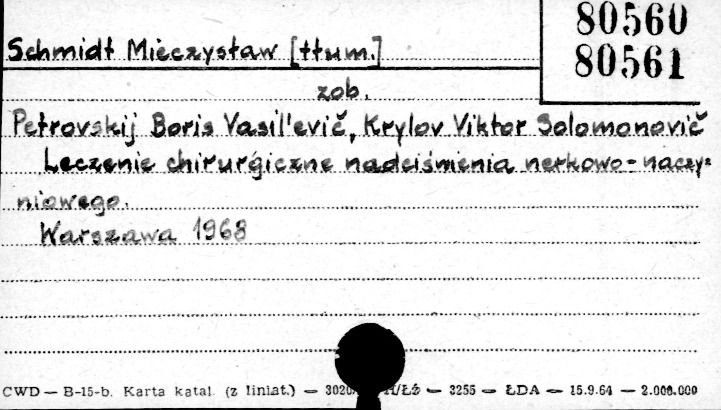 80560
80561
Schmidt Mieczysław [tłum.]
zob.
Petrovskij Boris Vasil'evič, Krylov Viktor Solomonovič
Leczenie chirurgiczne nadciśnienia nerkowo-naczy=
niowego.
Warszawa 1968
CWD — B-15-b. Karta katal. (z liniat.) — 3020 /Łż — 3255 — ŁDA — 15.9.64 — 2.000.000